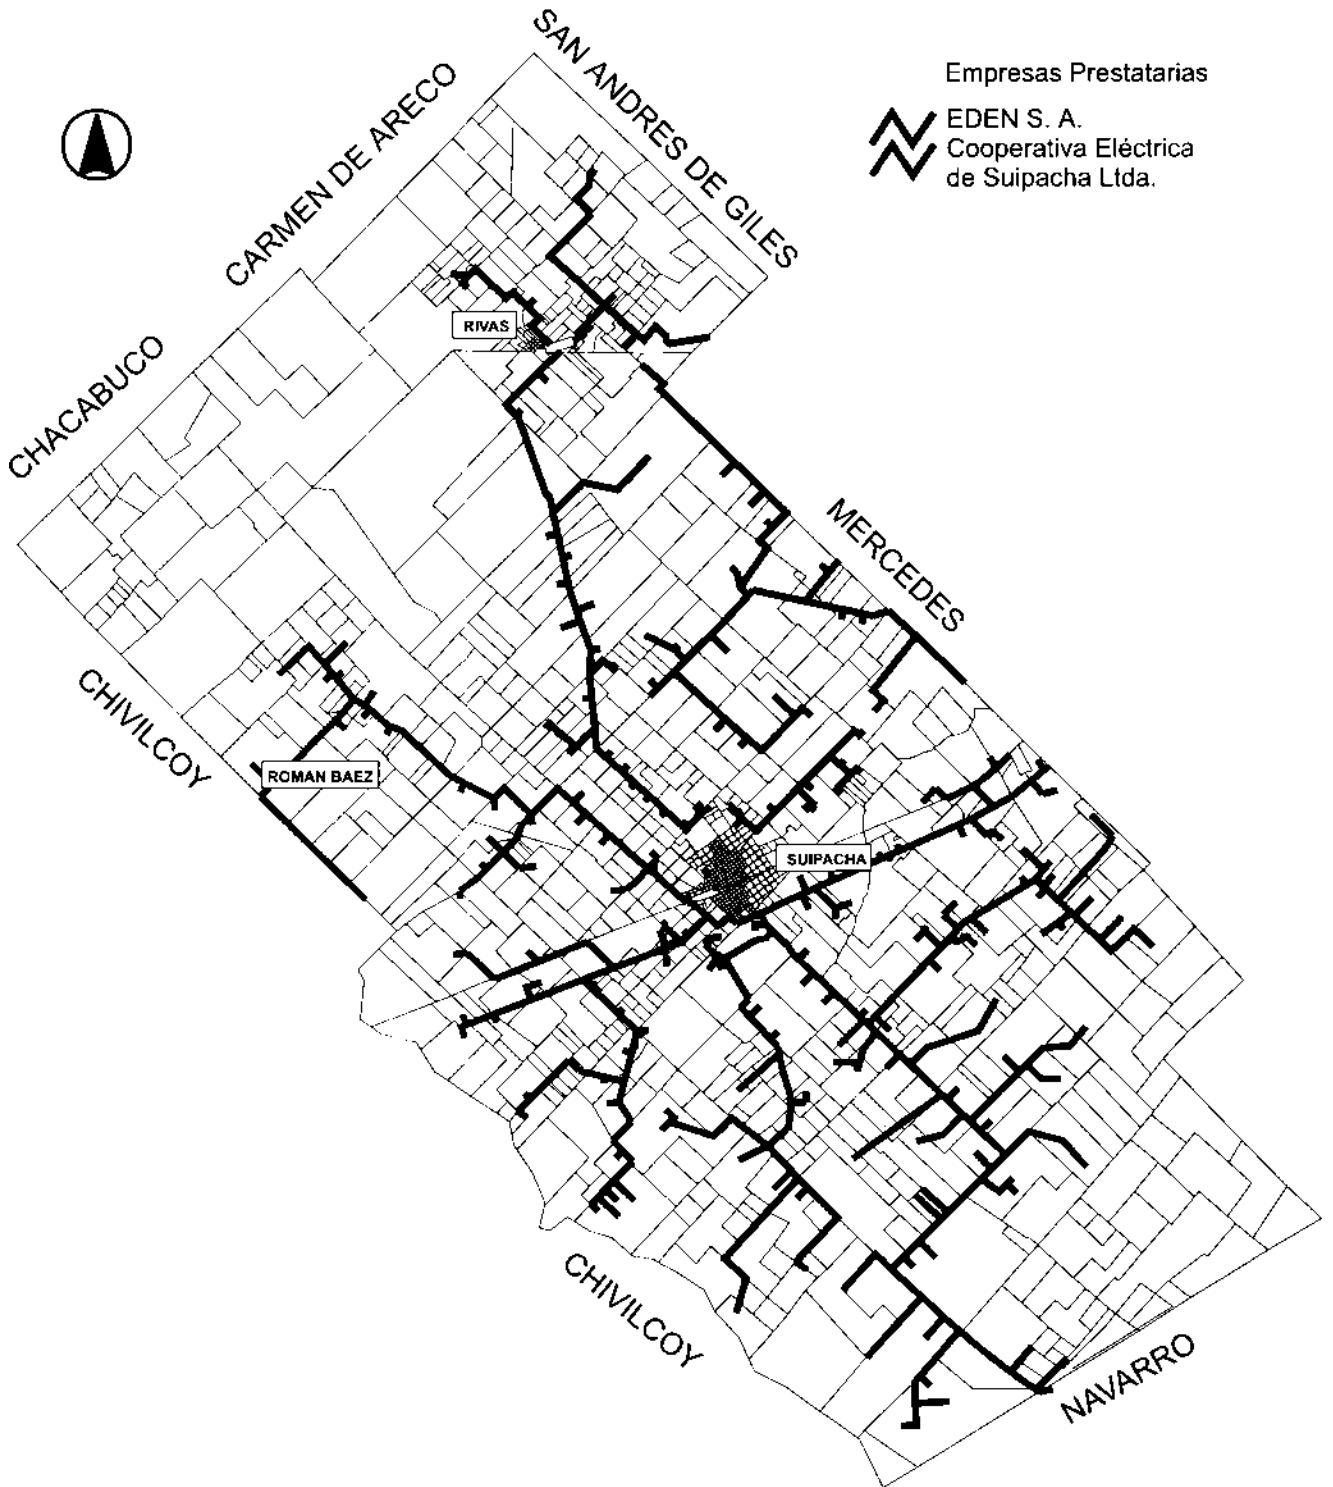 SAN ANDRES DE GILES
Empresas Prestatarias
EDEN S. A.
Cooperativa Eléctrica
de Suipacha Ltda.
CARMEN DE ARECO
RIVAS
CHACABUCO
MERCEDES
CHIVILCOY
ROMAN BAEZ
SUIPACHA
CHIVILCOY
NAVARRO